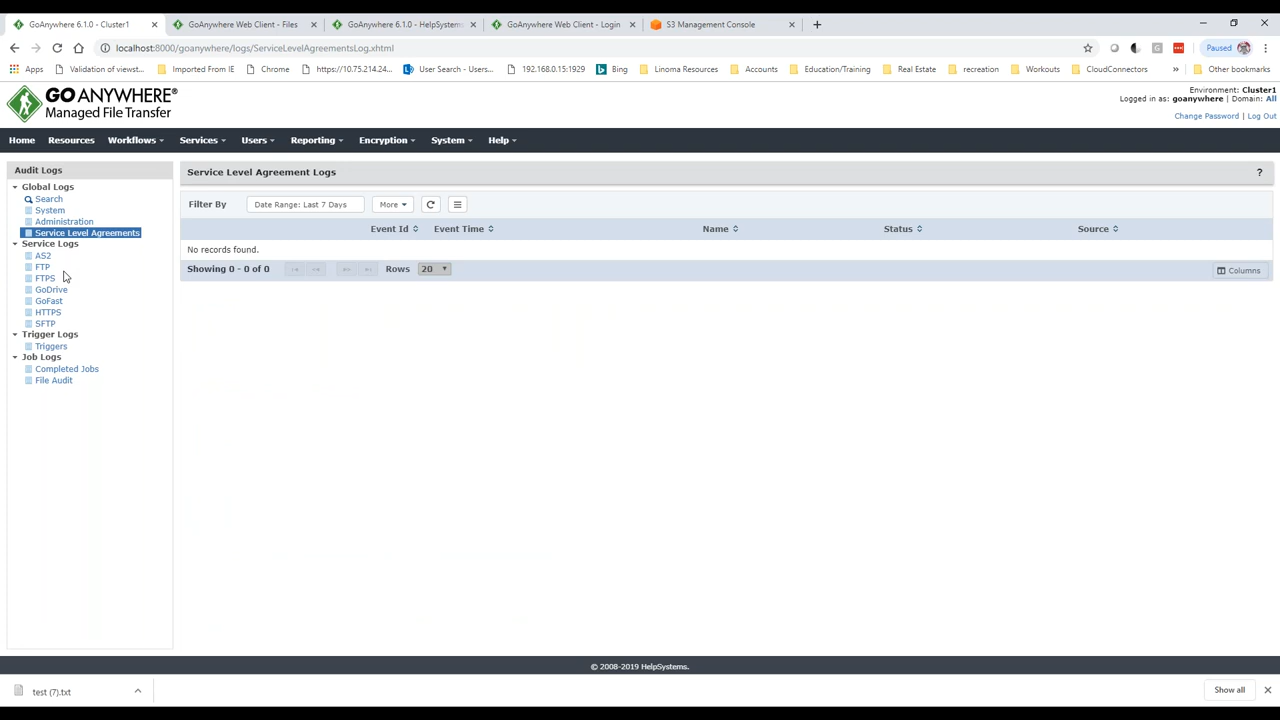 GoAnywhere 6.1.0 - Cluster1
GoAnywhere Web Client - Files
GoAnywhere 6.1.0 - HelpSystems
GoAnywhere Web Client - Login
S3 Management Console
localhost:8000/goanywhere/logs/ServiceLevelAgreementsLog.xhtml
Paused
Apps
Validation of viewst...
Imported From IE
Chrome
https://10.75.214.24...
User Search - Users...
192.168.0.15:1929
Bing
Linoma Resources
Accounts
Education/Training
Real Estate
recreation
Workouts
CloudConnectors
»
Other bookmarks
GO ANYWHERE®
Managed File Transfer
Environment: Cluster1
Logged in as: goanywhere | Domain: All
Change Password | Log Out
Home Resources Workflows Services Users Reporting Encryption System Help
Audit Logs
Global Logs
Search
System
Administration
Service Level Agreements
Service Logs
AS2
FTP
FTPS
GoDrive
GoFast
HTTPS
SFTP
Trigger Logs
Triggers
Job Logs
Completed Jobs
File Audit
Service Level Agreement Logs
?
Filter By
Date Range: Last 7 Days
More
Event Id
Event Time
Name
Status
Source
No records found.
Showing 0 - 0 of 0
Rows
20
Columns
© 2008-2019 HelpSystems.
test (7).txt
Show all